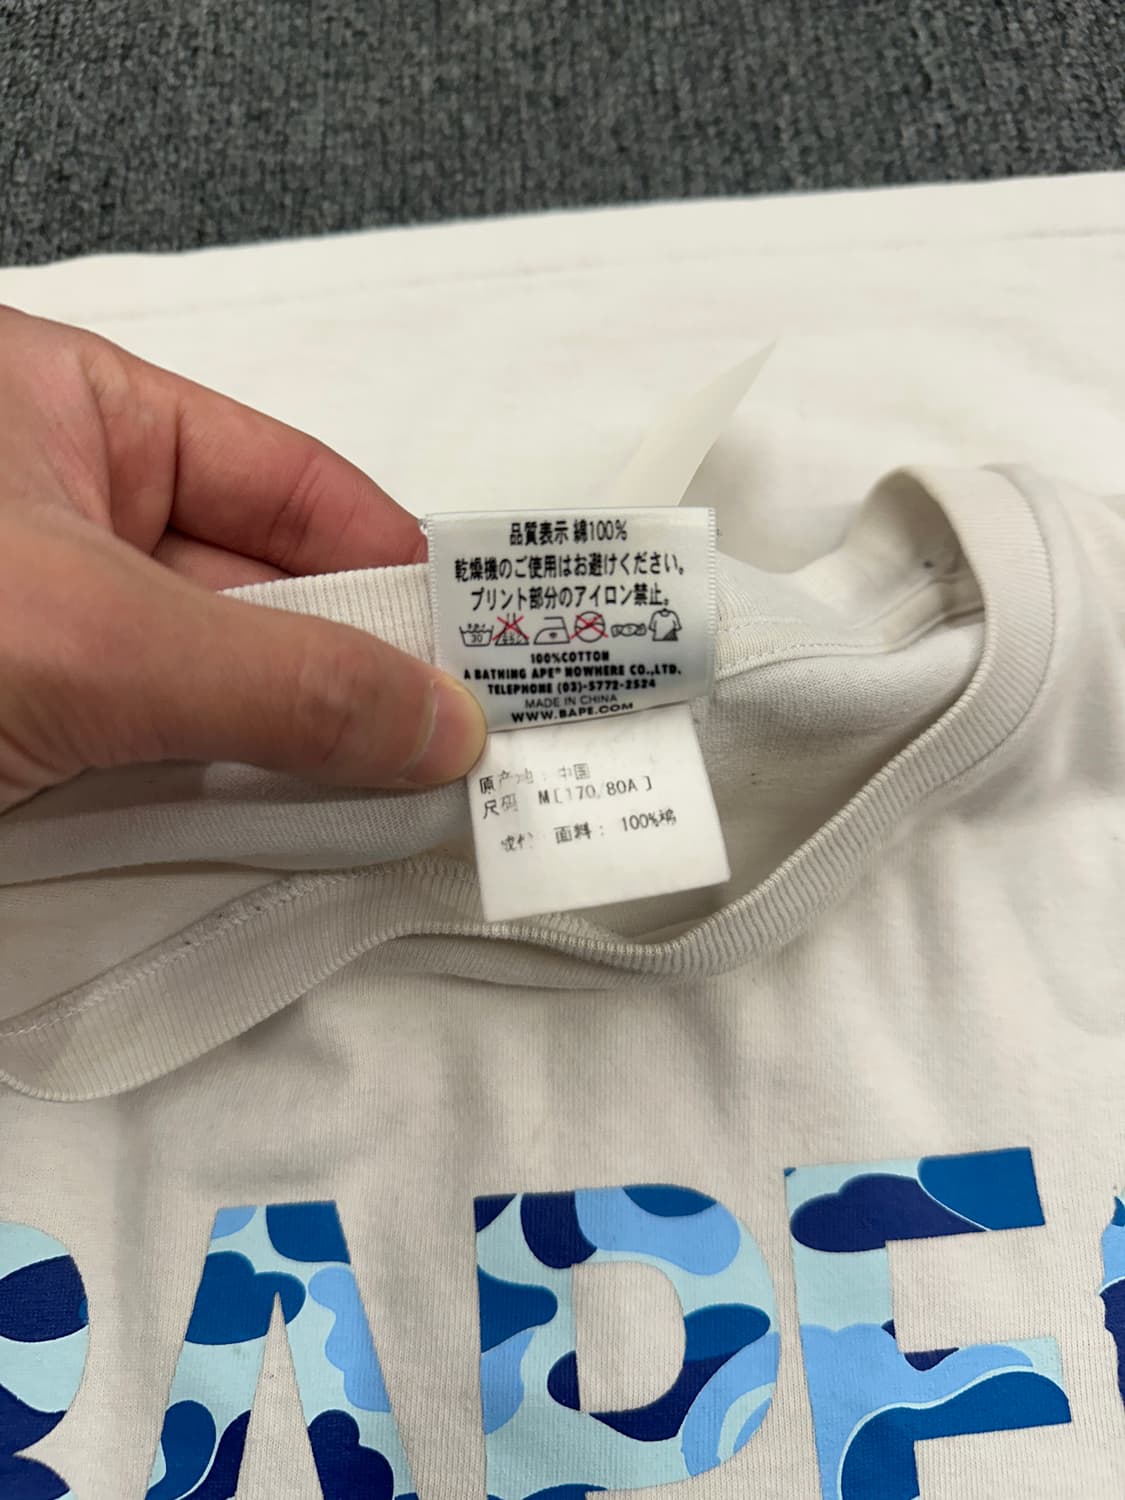 品質表示 綿100%
乾燥機のご使用はお避けください。
プリント部分のアイロン禁止。
30
100%COTTON
A BATHING APE® NOWHERE CO.,LTD.
TELEPHONE (03)-5772-2524
MADE IN CHINA
WWW.BAPE.COM
原产地: 中国
尺码 M[170/80A]
面料: 100%棉
BAPE